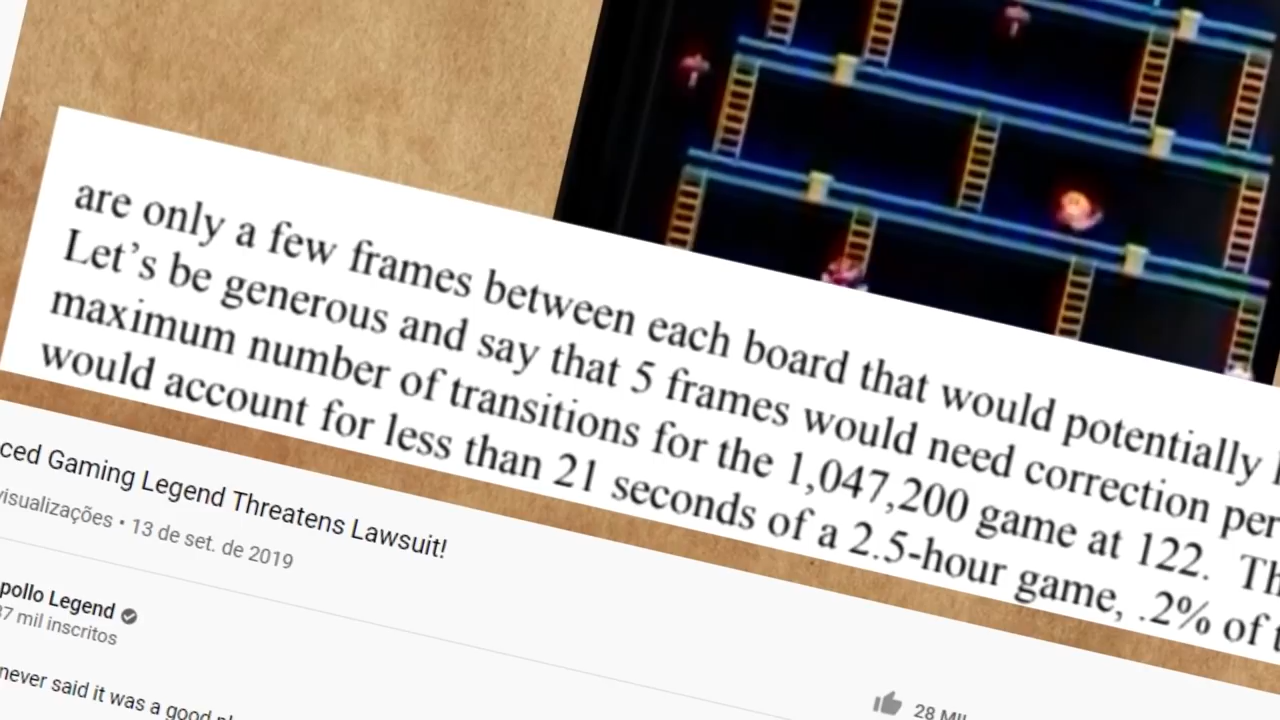 are only a few frames between each board that would potentially
Let's be generous and say that 5 frames would need correction per
maximum number of transitions for the 1,047,200 game at 122. Th
would account for less than 21 seconds of a 2.5-hour game, .2% of t
ced Gaming Legend Threatens Lawsuit!
visualizações • 13 de set. de 2019
pollo Legend
37 mil inscritos
never said it was a good
28 MIL